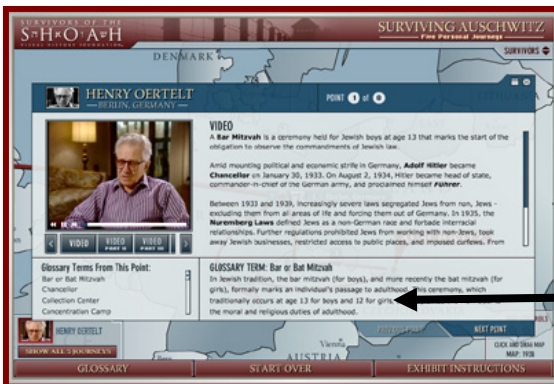 SURVIVORS OF THE
SHOAH
VISUAL HISTORY FOUNDATION
SURVIVING AUSCHWITZ
Five Personal Journeys
SURVIVORS
DENMARK
HENRY OERTELT
— BERLIN, GERMANY —
POINT 1 of 8
VIDEO
A Bar Mitzvah is a ceremony held for Jewish boys at age 13 that marks the start of the
obligation to observe the commandments of Jewish law.
Amid mounting political and economic strife in Germany, Adolf Hitler became
Chancellor on January 30, 1933. On August 2, 1934, Hitler became head of state,
commander-in-chief of the German army, and proclaimed himself Führer.
Between 1933 and 1939, increasingly severe laws segregated Jews from non, Jews -
excluding them from all areas of life and forcing them out of Germany. In 1935, the
Nuremberg Laws defined Jews as a non-German race and forbade interracial
relationships. Further regulations prohibited Jews from working with non-Jews, took
away Jewish businesses, restricted access to public places, and imposed curfews. From
VIDEO
VIDEO PART II
VIDEO PART III
Glossary Terms From This Point:
Bar or Bat Mitzvah
Chancellor
Collection Center
Concentration Camp
GLOSSARY TERM: Bar or Bat Mitzvah
In Jewish tradition, the bar mitzvah (for boys), and more recently the bat mitzvah (for
girls), formally marks an individual's passage to adulthood. This ceremony, which
traditionally occurs at age 13 for boys and 12 for girls,
the moral and religious duties of adulthood.
HENRY OERTELT
PREVIOUS POINT
NEXT POINT
SHOW ALL 5 JOURNEYS
Vienna
AUSTRIA
CLICK AND DRAG MAP
MAP: 1938
GLOSSARY
START OVER
EXHIBIT INSTRUCTIONS